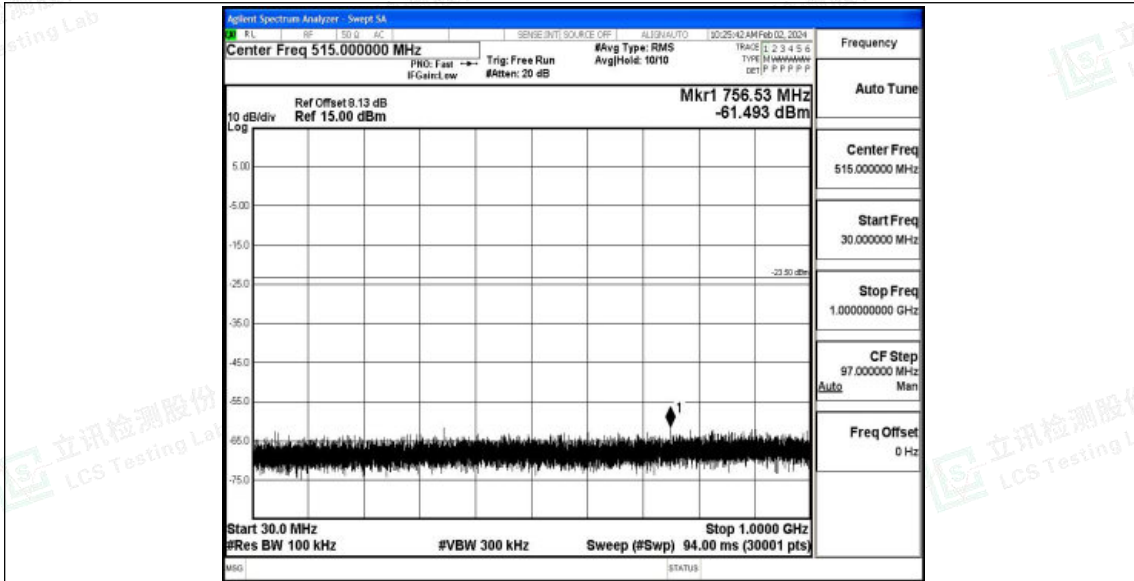 Agilent Spectrum Analyzer - Swept SA
RL RF 50 Ω AC SENSE:INT SOURCE OFF ALIGNAUTO 10:25:42 AM Feb 02, 2024
Center Freq 515.000000 MHz
PNO: Fast
IFGain:Low
Trig: Free Run
#Atten: 20 dB
#Avg Type: RMS
Avg|Hold: 10/10
TRACE 1 2 3 4 5 6
TYPE M
DET P P P P P P
Frequency
Auto Tune
Mkr1 756.53 MHz
-61.493 dBm
Ref Offset 8.13 dB
10 dB/div Ref 15.00 dBm
Log
5.00
-5.00
-15.0
-25.0
-35.0
-45.0
-55.0
-65.0
-75.0
-23.50 dBm
1
Center Freq
515.000000 MHz
Start Freq
30.000000 MHz
Stop Freq
1.000000000 GHz
CF Step
97.000000 MHz
Auto Man
Freq Offset
0 Hz
Start 30.0 MHz Stop 1.0000 GHz
#Res BW 100 kHz #VBW 300 kHz Sweep (#Swp) 94.00 ms (30001 pts)
MSG STATUS
立讯检测股份
LCS Testing Lab
立讯检测股份
LCS Testing L
sting Lab